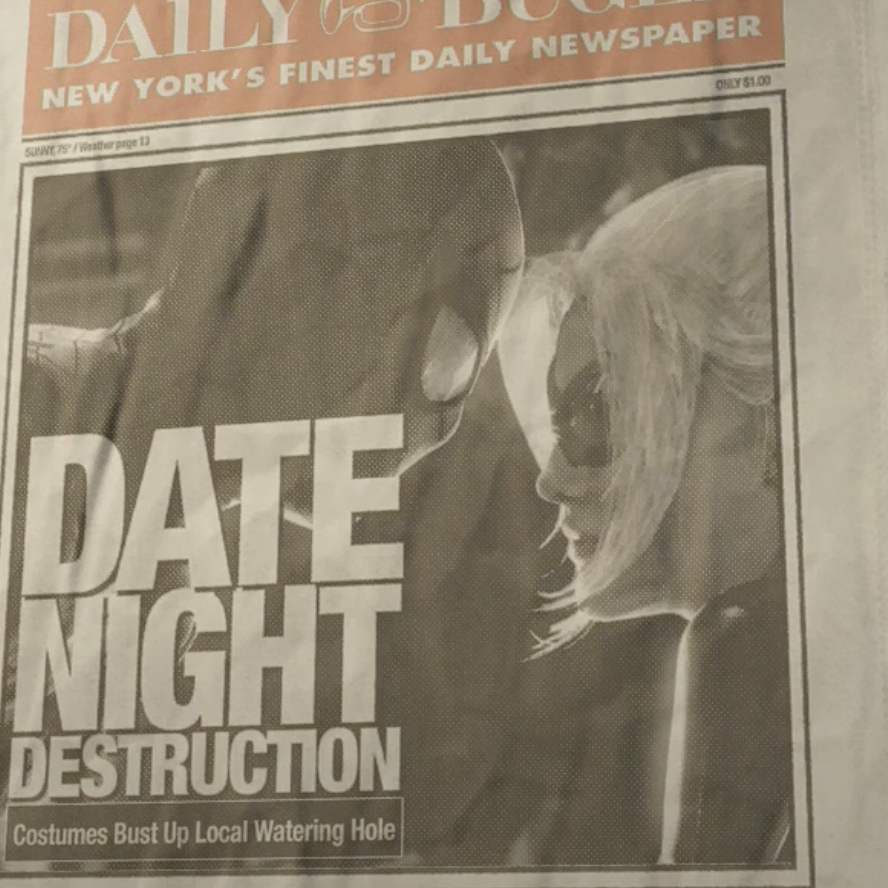 DAILY BUGLE
NEW YORK'S FINEST DAILY NEWSPAPER
ONLY $1.00
SUNNY, 75° / Weather page 13
DATE
NIGHT
DESTRUCTION
Costumes Bust Up Local Watering Hole